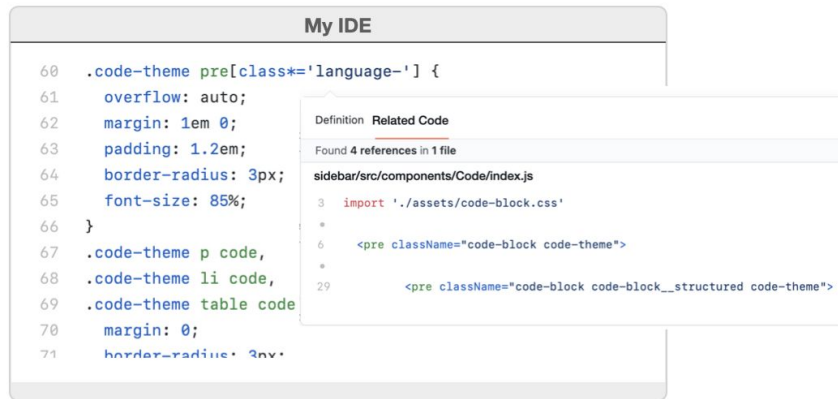 My IDE
60 .code-theme pre[class*='language-'] {
61 overflow: auto;
62 margin: 1em 0;
63 padding: 1.2em;
64 border-radius: 3px;
65 font-size: 85%;
66 }
67 .code-theme p code,
68 .code-theme li code,
69 .code-theme table code
70 margin: 0;
71 border-radius: 3px;
Definition Related Code
Found 4 references in 1 file
sidebar/src/components/Code/index.js
3 import './assets/code-block.css'
6 <pre className="code-block code-theme">
29 <pre className="code-block code-block__structured code-theme">